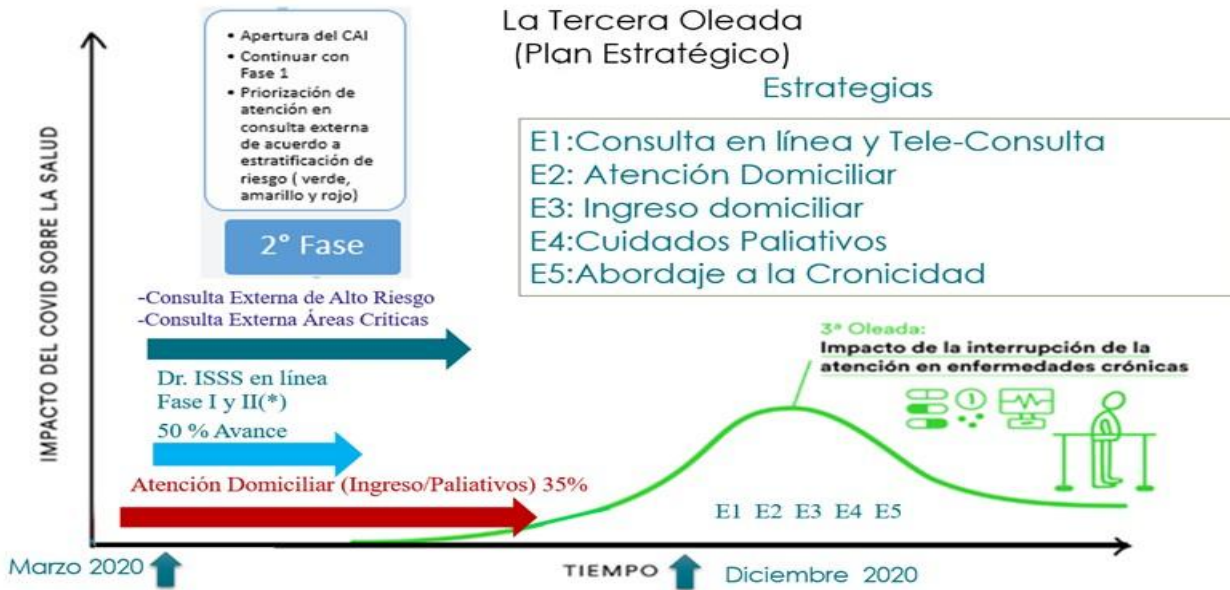 La Tercera Oleada
(Plan Estratégico)
• Apertura del CAI
• Continuar con
Fase 1
• Priorización de
atención en
consulta externa
de acuerdo a
estratificación de
riesgo ( verde,
amarillo y rojo)
2° Fase
Estrategias
E1:Consulta en línea y Tele-Consulta
E2: Atención Domiciliar
E3: Ingreso domiciliar
E4:Cuidados Paliativos
E5:Abordaje a la Cronicidad
IMPACTO DEL COVID SOBRE LA SALUD
-Consulta Externa de Alto Riesgo
-Consulta Externa Áreas Críticas
Dr. ISSS en línea
Fase I y II(*)
50 % Avance
Atención Domiciliar (Ingreso/Paliativos) 35%
3ª Oleada:
Impacto de la interrupción de la
atención en enfermedades crónicas
E1 E2 E3 E4 E5
Marzo 2020
TIEMPO
Diciembre 2020